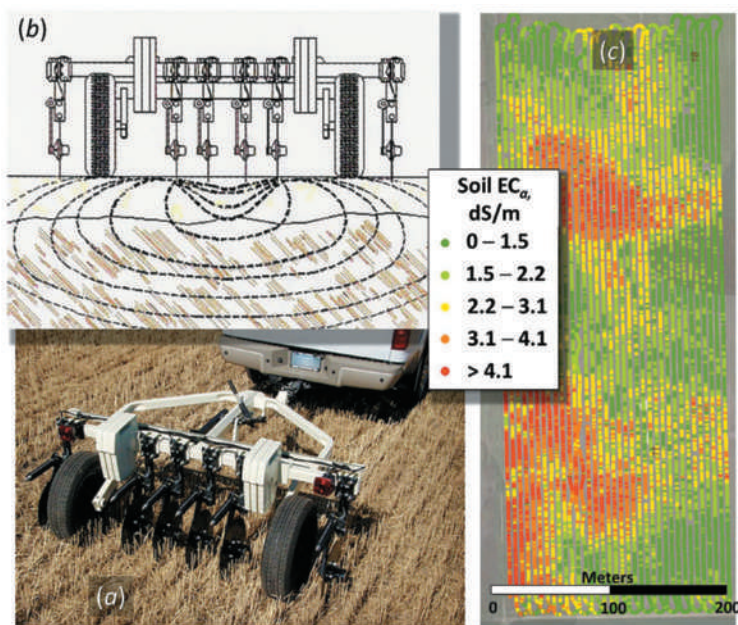 (b)
(c)
Soil ECa,
dS/m
0 – 1.5
1.5 – 2.2
2.2 – 3.1
3.1 – 4.1
> 4.1
(a)
Meters
0 100 200